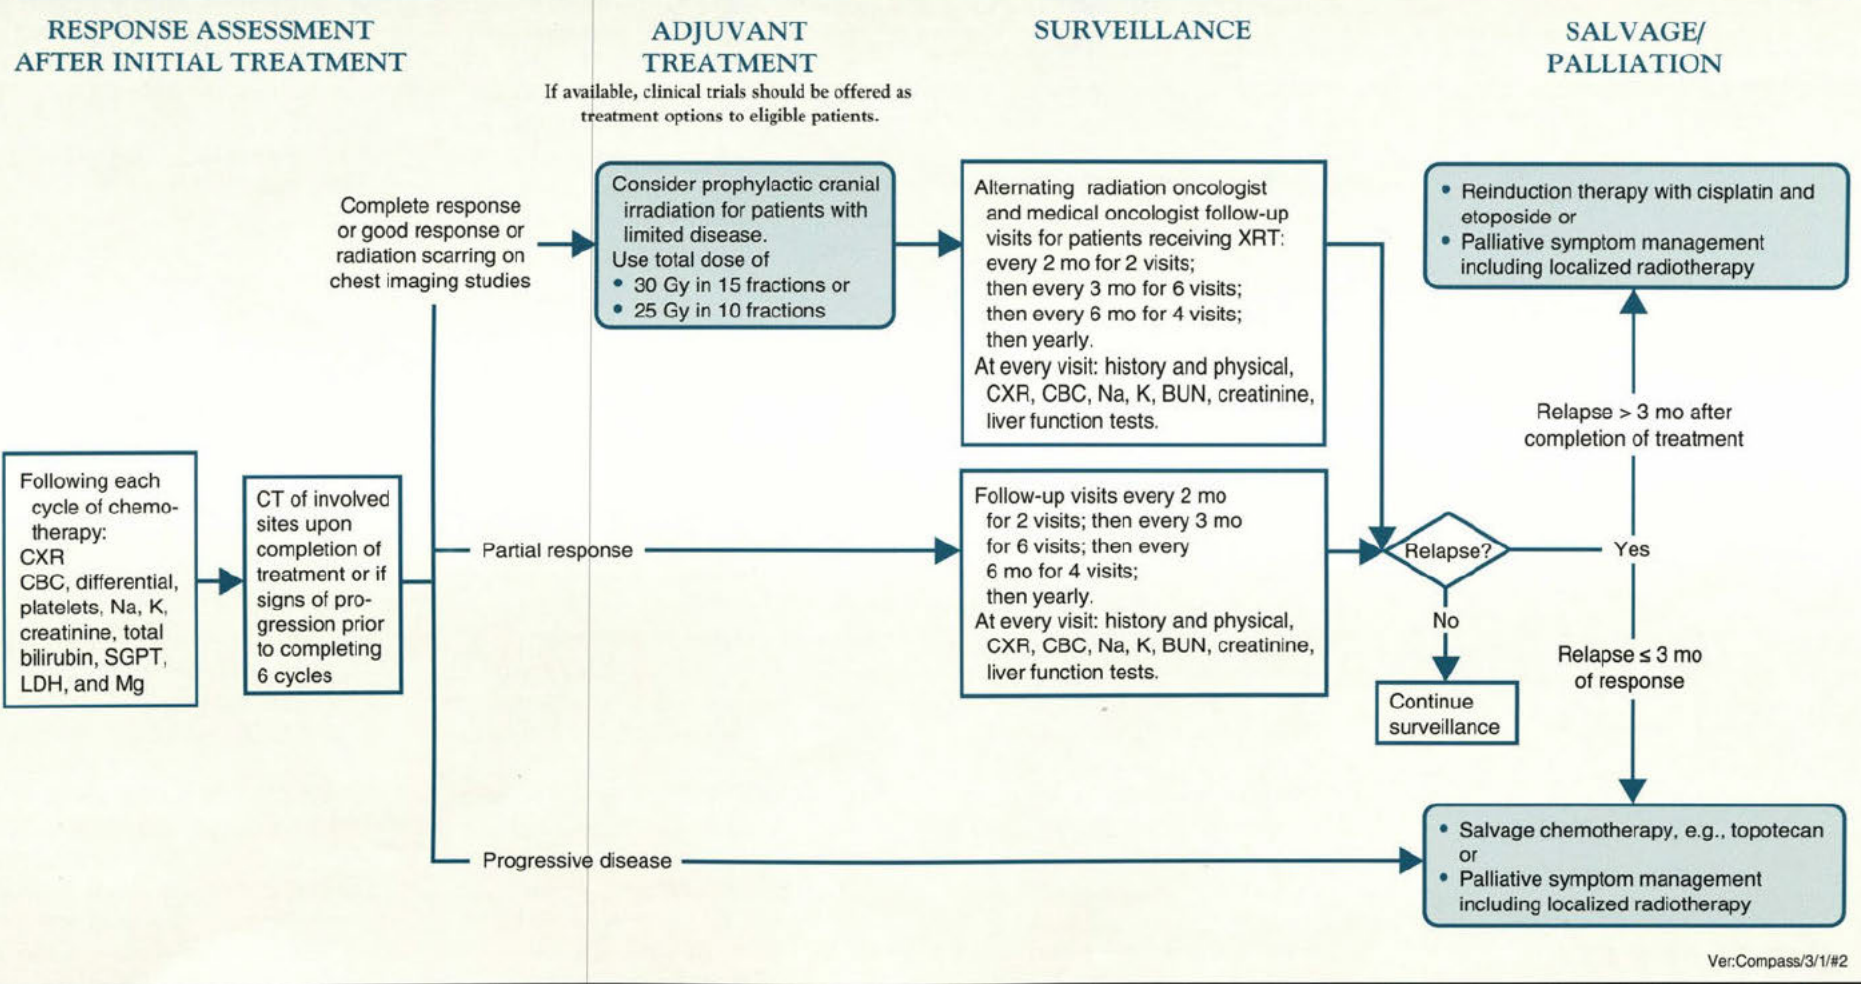 RESPONSE ASSESSMENT
AFTER INITIAL TREATMENT
ADJUVANT
TREATMENT
If available, clinical trials should be offered as
treatment options to eligible patients.
SURVEILLANCE
SALVAGE/
PALLIATION
Following each
cycle of chemo-
therapy:
CXR
CBC, differential,
platelets, Na, K,
creatinine, total
bilirubin, SGPT,
LDH, and Mg
CT of involved
sites upon
completion of
treatment or if
signs of pro-
gression prior
to completing
6 cycles
Complete response
or good response or
radiation scarring on
chest imaging studies
Consider prophylactic cranial
irradiation for patients with
limited disease.
Use total dose of
• 30 Gy in 15 fractions or
• 25 Gy in 10 fractions
Alternating radiation oncologist
and medical oncologist follow-up
visits for patients receiving XRT:
every 2 mo for 2 visits;
then every 3 mo for 6 visits;
then every 6 mo for 4 visits;
then yearly.
At every visit: history and physical,
CXR, CBC, Na, K, BUN, creatinine,
liver function tests.
Partial response
Follow-up visits every 2 mo
for 2 visits; then every 3 mo
for 6 visits; then every
6 mo for 4 visits;
then yearly.
At every visit: history and physical,
CXR, CBC, Na, K, BUN, creatinine,
liver function tests.
Relapse?
No
Continue
surveillance
Yes
Relapse > 3 mo after
completion of treatment
• Reinduction therapy with cisplatin and
etoposide or
• Palliative symptom management
including localized radiotherapy
Relapse ≤ 3 mo
of response
Progressive disease
• Salvage chemotherapy, e.g., topotecan
or
• Palliative symptom management
including localized radiotherapy
Ver:Compass/3/1/#2